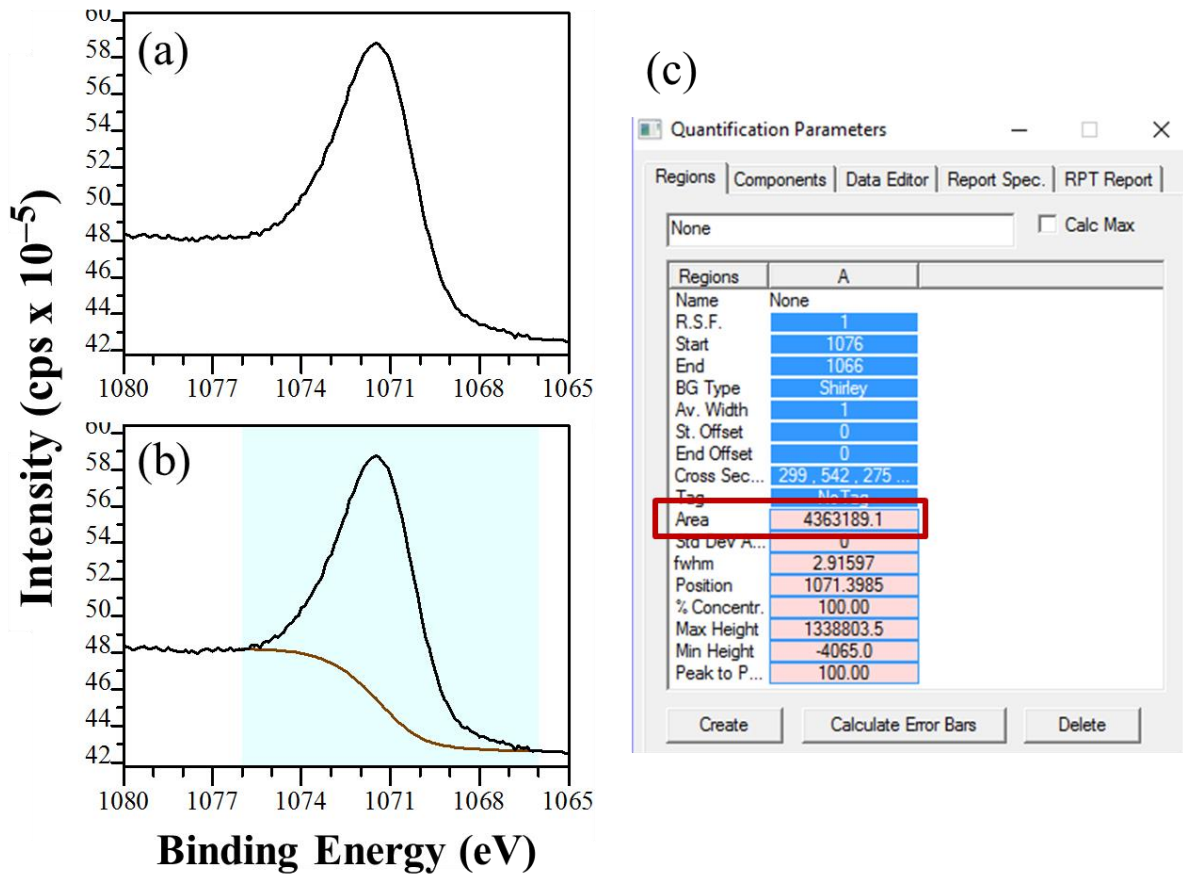 Intensity (cps x 10⁻⁵)
(a)
60
58
56
54
52
50
48
46
44
42
1080 1077 1074 1071 1068 1065
(b)
60
58
56
54
52
50
48
46
44
42
1080 1077 1074 1071 1068 1065
Binding Energy (eV)
(c)
Quantification Parameters
Regions Components Data Editor Report Spec. RPT Report
None Calc Max
Regions A
Name None
R.S.F. 1
Start 1076
End 1066
BG Type Shirley
Av. Width 1
St. Offset 0
End Offset 0
Cross Sec... 299 , 542 , 275 ...
Tag NoTag
Area 4363189.1
Std Dev A... 0
fwhm 2.91597
Position 1071.3985
% Concentr. 100.00
Max Height 1338803.5
Min Height -4065.0
Peak to P... 100.00
Create Calculate Error Bars Delete